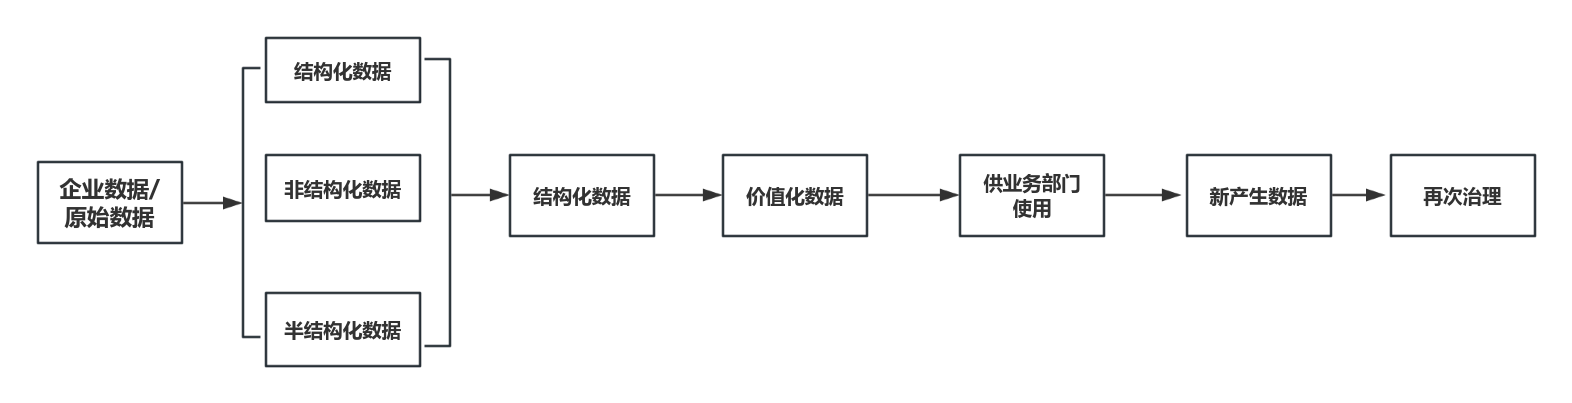 企业数据/
原始数据
结构化数据
非结构化数据
半结构化数据
结构化数据
价值化数据
供业务部门
使用
新产生数据
再次治理